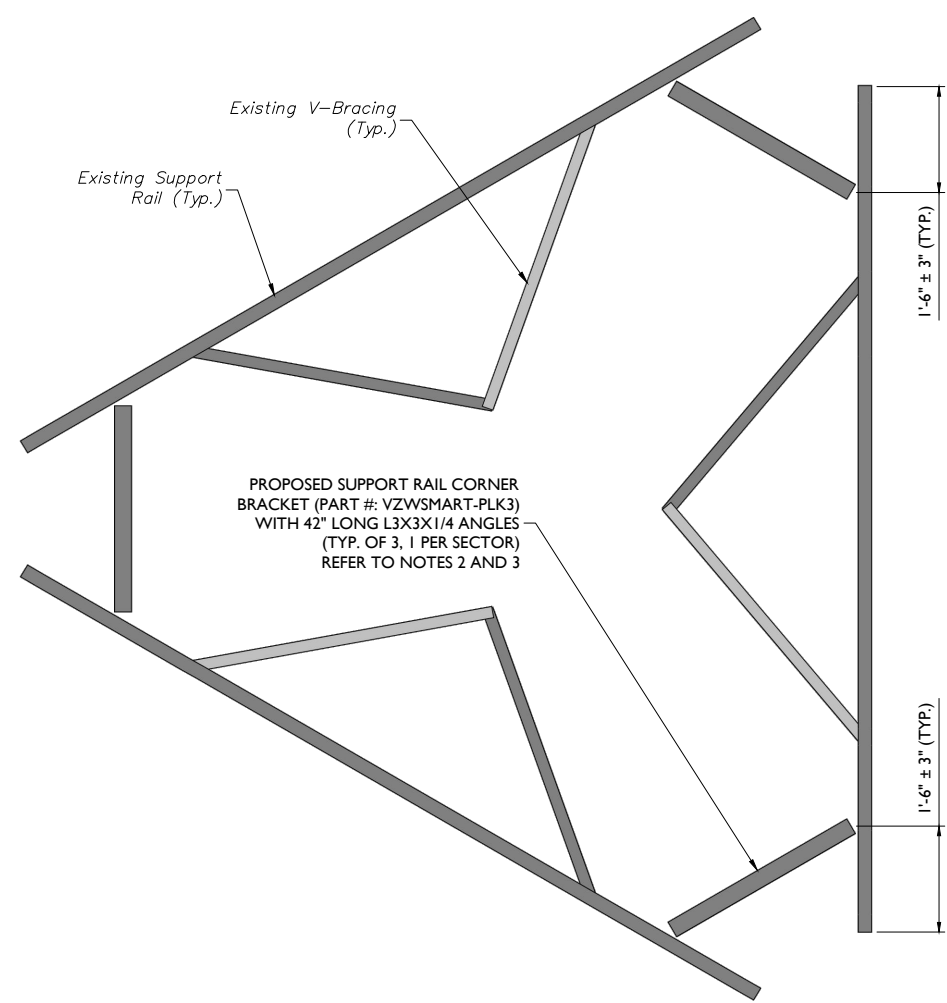 Existing V-Bracing
(Typ.)
Existing Support
Rail (Typ.)
1'-6" ± 3" (TYP.)
PROPOSED SUPPORT RAIL CORNER
BRACKET (PART #: VZWSMART-PLK3)
WITH 42" LONG L3X3X1/4 ANGLES
(TYP. OF 3, 1 PER SECTOR)
REFER TO NOTES 2 AND 3
1'-6" ± 3" (TYP.)